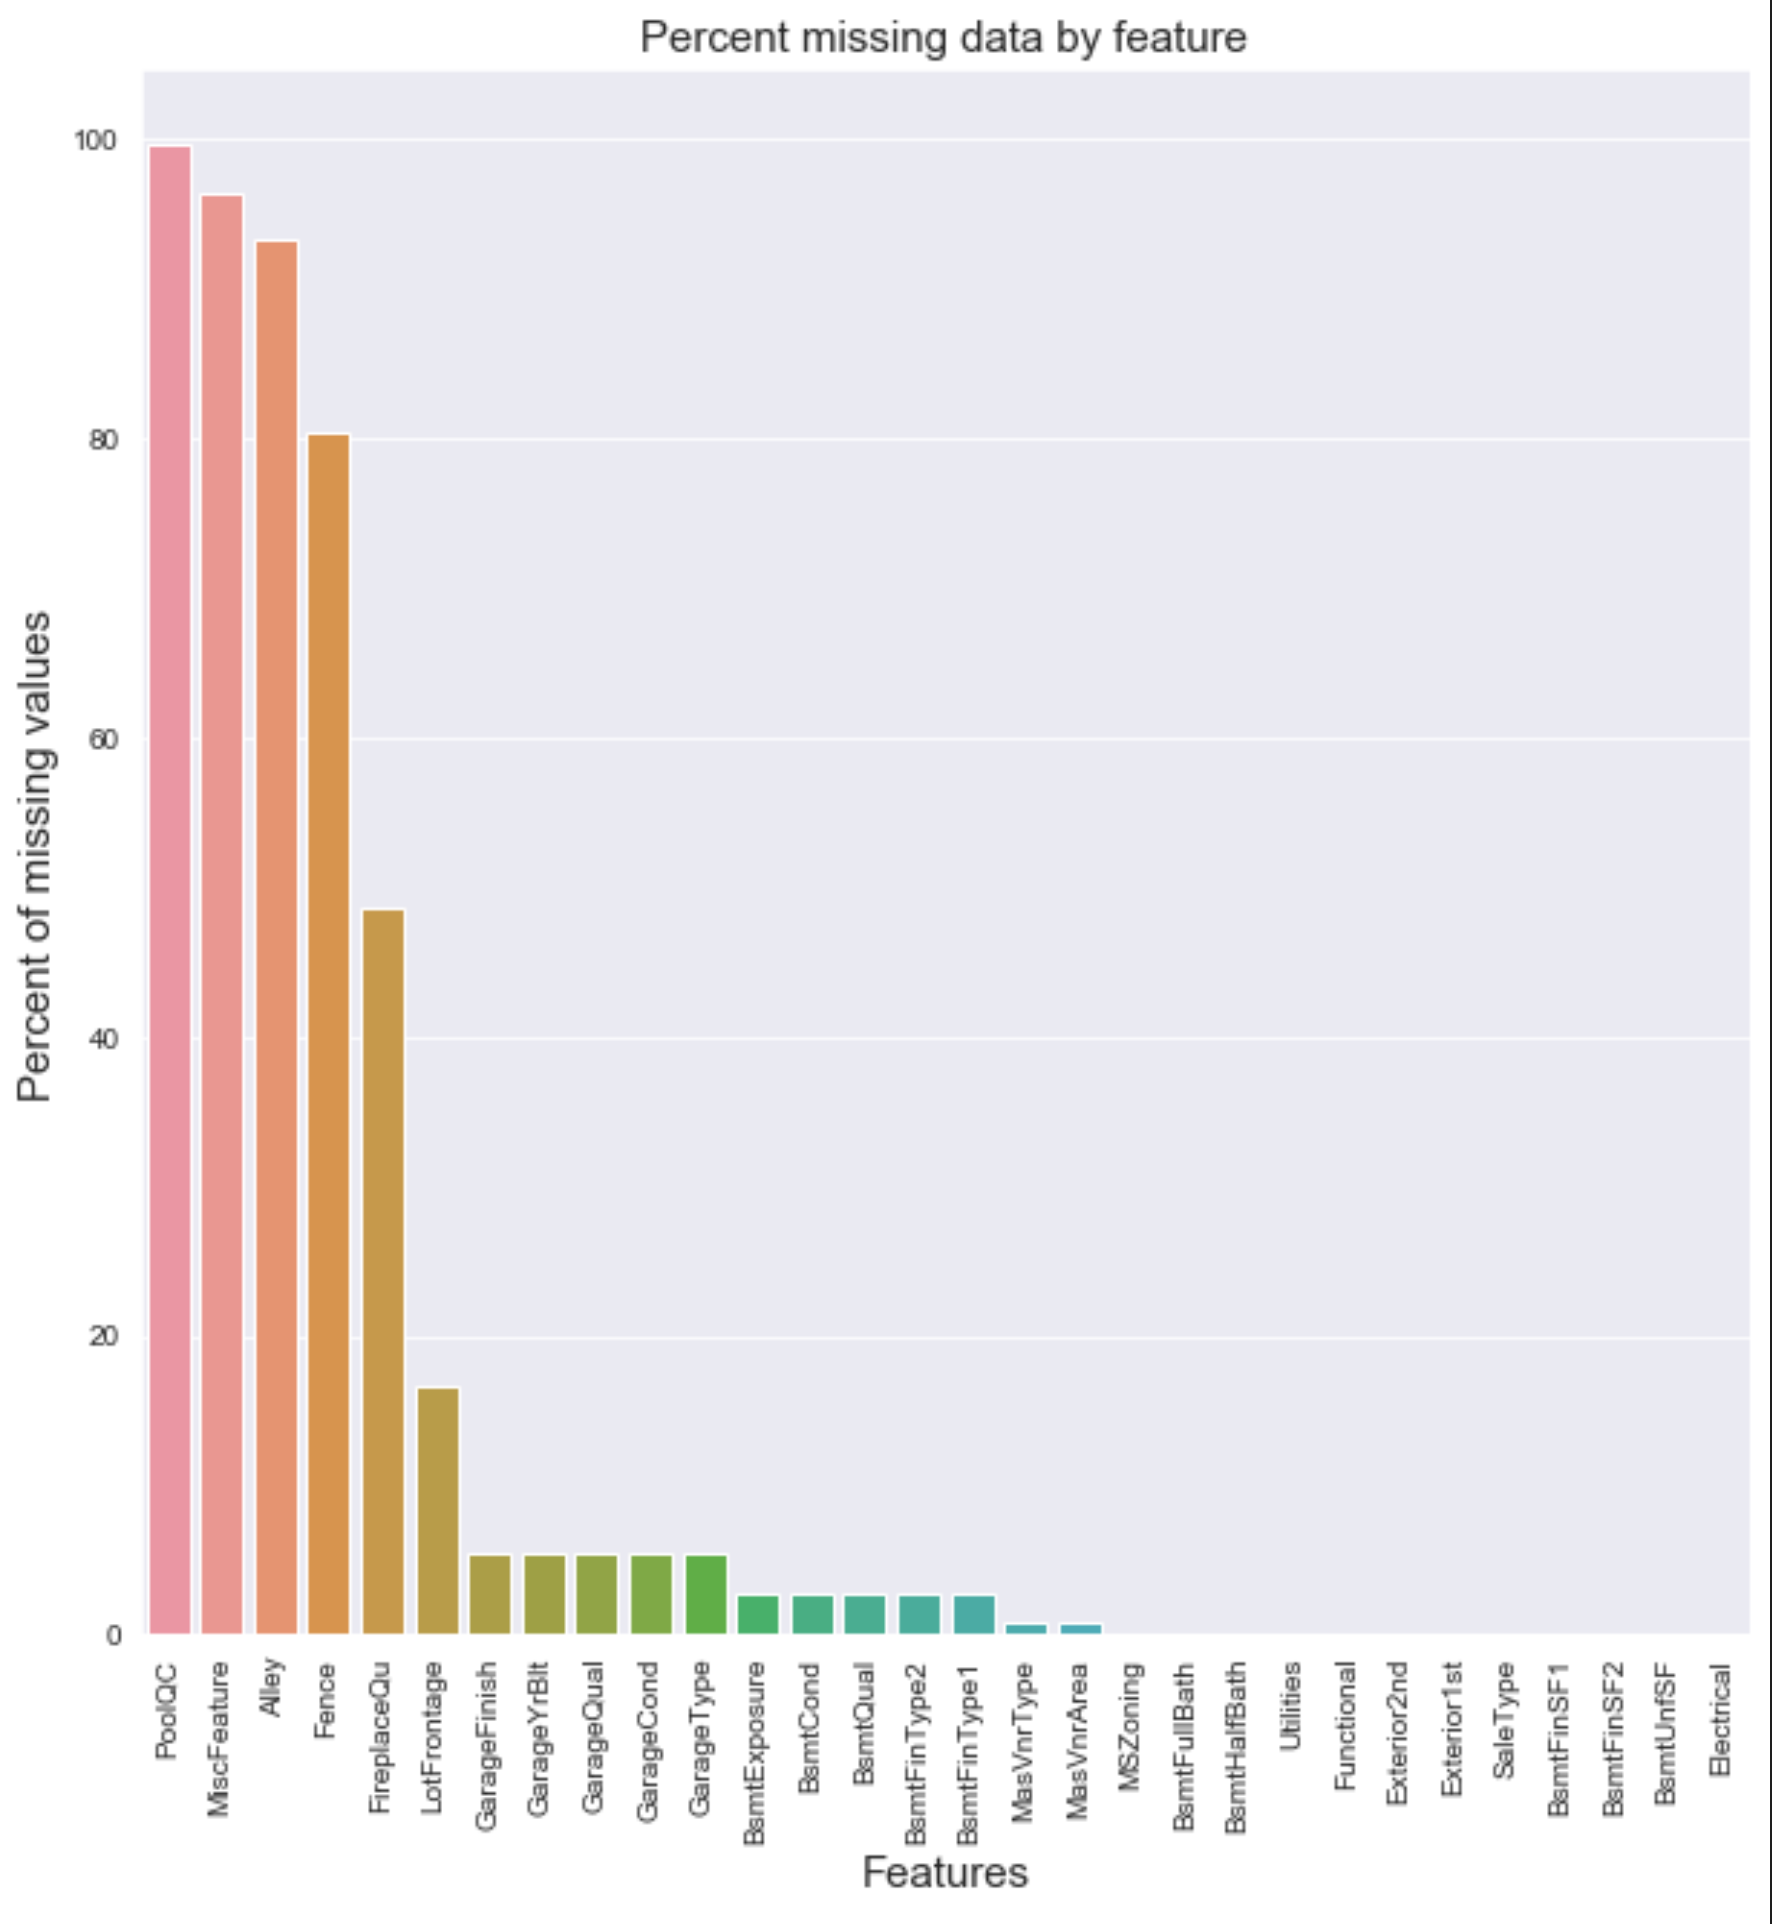 Percent missing data by feature
Percent of missing values
100
80
60
40
20
0
PoolQC
MiscFeature
Alley
Fence
FireplaceQu
LotFrontage
GarageFinish
GarageYrBlt
GarageQual
GarageCond
GarageType
BsmtExposure
BsmtCond
BsmtQual
BsmtFinType2
BsmtFinType1
MasVnrType
MasVnrArea
MSZoning
BsmtFullBath
BsmtHalfBath
Utilities
Functional
Exterior2nd
Exterior1st
SaleType
BsmtFinSF1
BsmtFinSF2
BsmtUnfSF
Electrical
Features